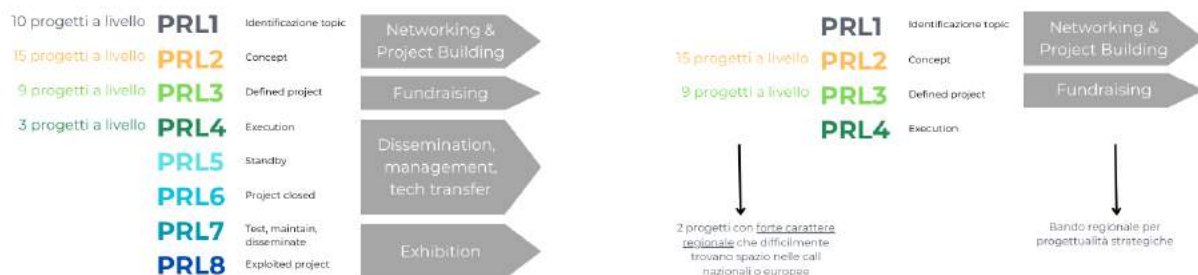 10 progetti a livello PRL1 Identificazione topic
15 progetti a livello PRL2 Concept
9 progetti a livello PRL3 Defined project
3 progetti a livello PRL4 Execution
PRL5 Standby
PRL6 Project closed
PRL7 Test, maintain,
disseminate
PRL8 Exploited project
Networking &
Project Building
Fundraising
Dissemination,
management,
tech transfer
Exhibition
PRL1 Identificazione topic
15 progetti a livello PRL2 Concept
9 progetti a livello PRL3 Defined project
PRL4 Execution
Networking &
Project Building
Fundraising
2 progetti con forte carattere
regionale che difficilmente
trovano spazio nelle call
nazionali o europee
Bando regionale per
progettualità strategiche